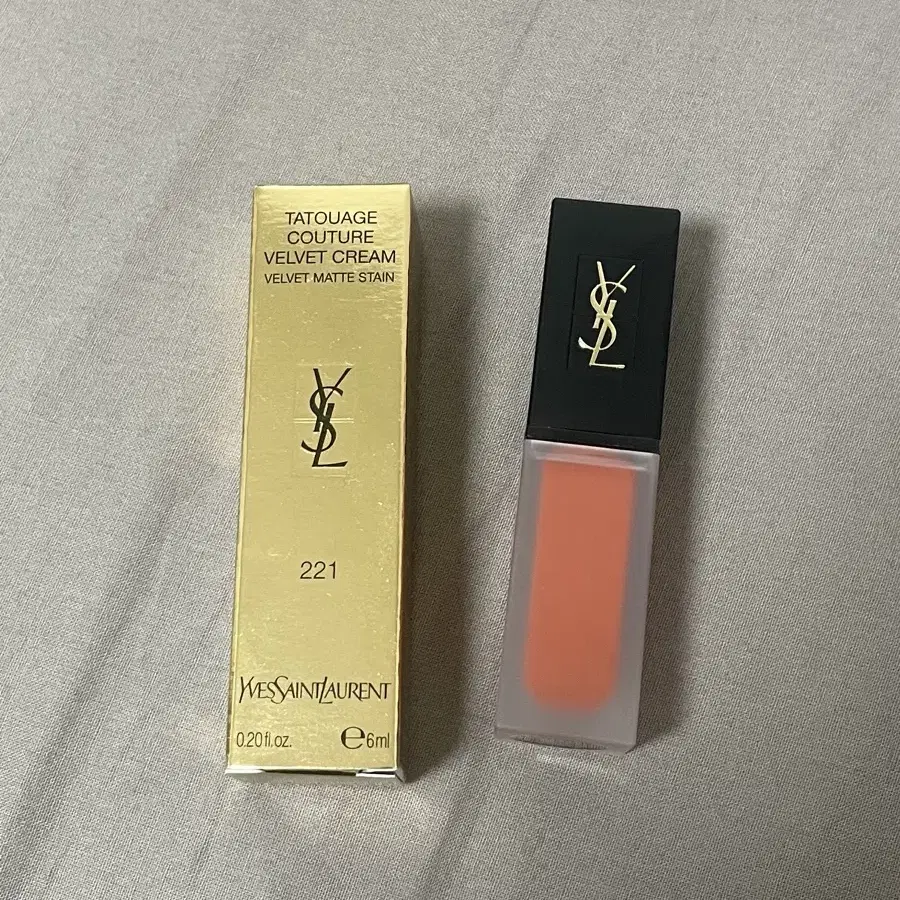 TATOUAGE
COUTURE
VELVET CREAM
VELVET MATTE STAIN
YSL
221
YVESSAINTLAURENT
0.20 fl.oz. ℮6ml
YSL